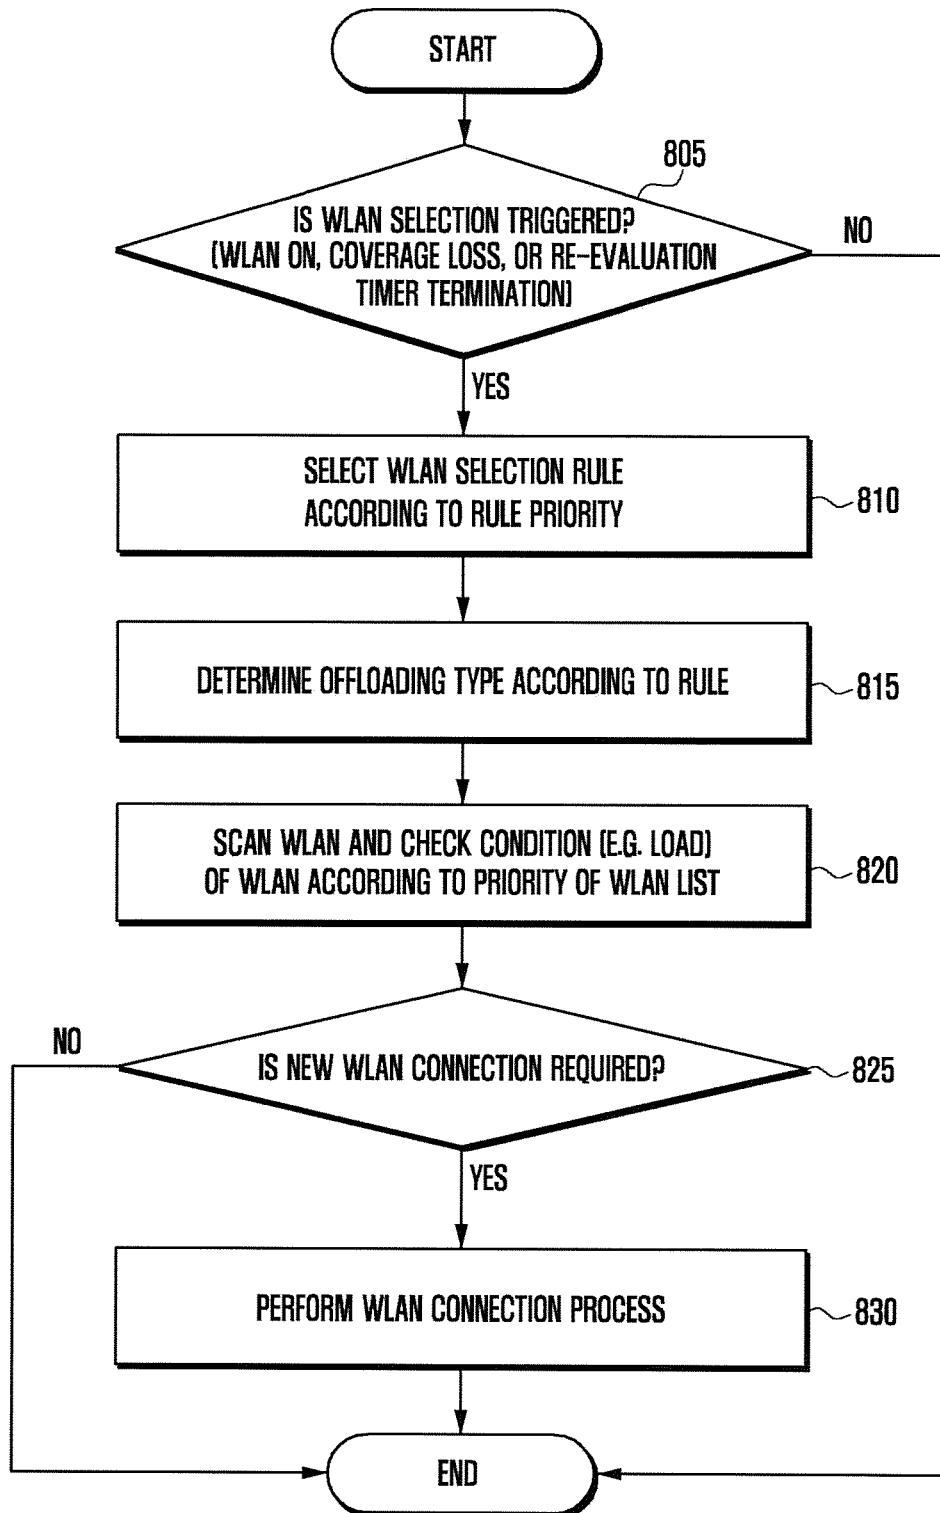 START
805
IS WLAN SELECTION TRIGGERED?
(WLAN ON, COVERAGE LOSS, OR RE-EVALUATION
TIMER TERMINATION)
NO
YES
SELECT WLAN SELECTION RULE
ACCORDING TO RULE PRIORITY
810
DETERMINE OFFLOADING TYPE ACCORDING TO RULE
815
SCAN WLAN AND CHECK CONDITION (E.G. LOAD)
OF WLAN ACCORDING TO PRIORITY OF WLAN LIST
820
NO
IS NEW WLAN CONNECTION REQUIRED?
825
YES
PERFORM WLAN CONNECTION PROCESS
830
END